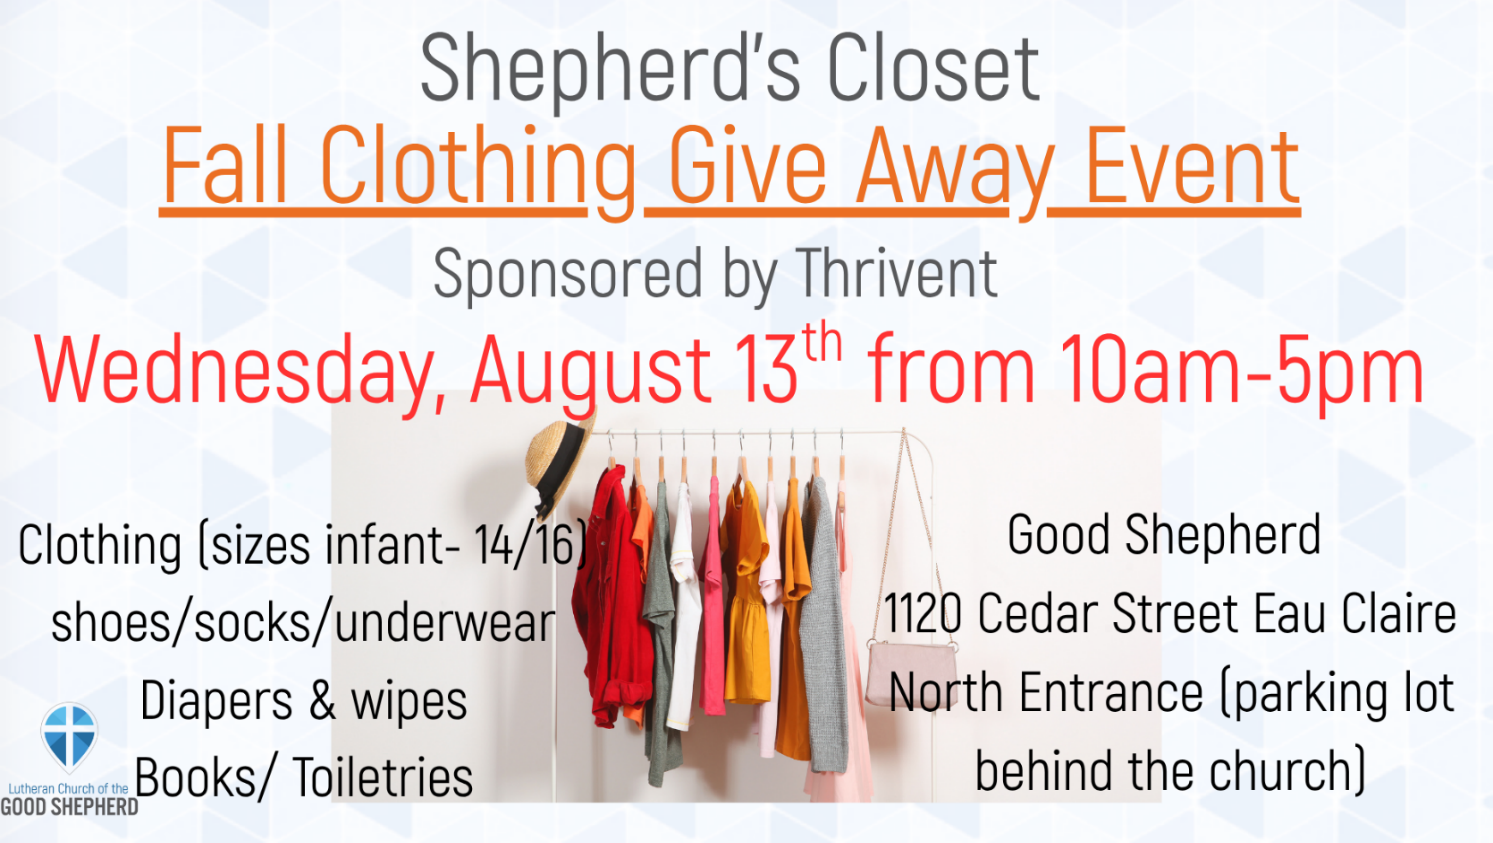 Shepherd's Closet
Fall Clothing Give Away Event
Sponsored by Thrivent
Wednesday, August 13th from 10am-5pm
Clothing (sizes infant- 14/16)
shoes/socks/underwear
Diapers & wipes
Books/ Toiletries
Good Shepherd
1120 Cedar Street Eau Claire
North Entrance (parking lot
behind the church)
Lutheran Church of the
GOOD SHEPHERD